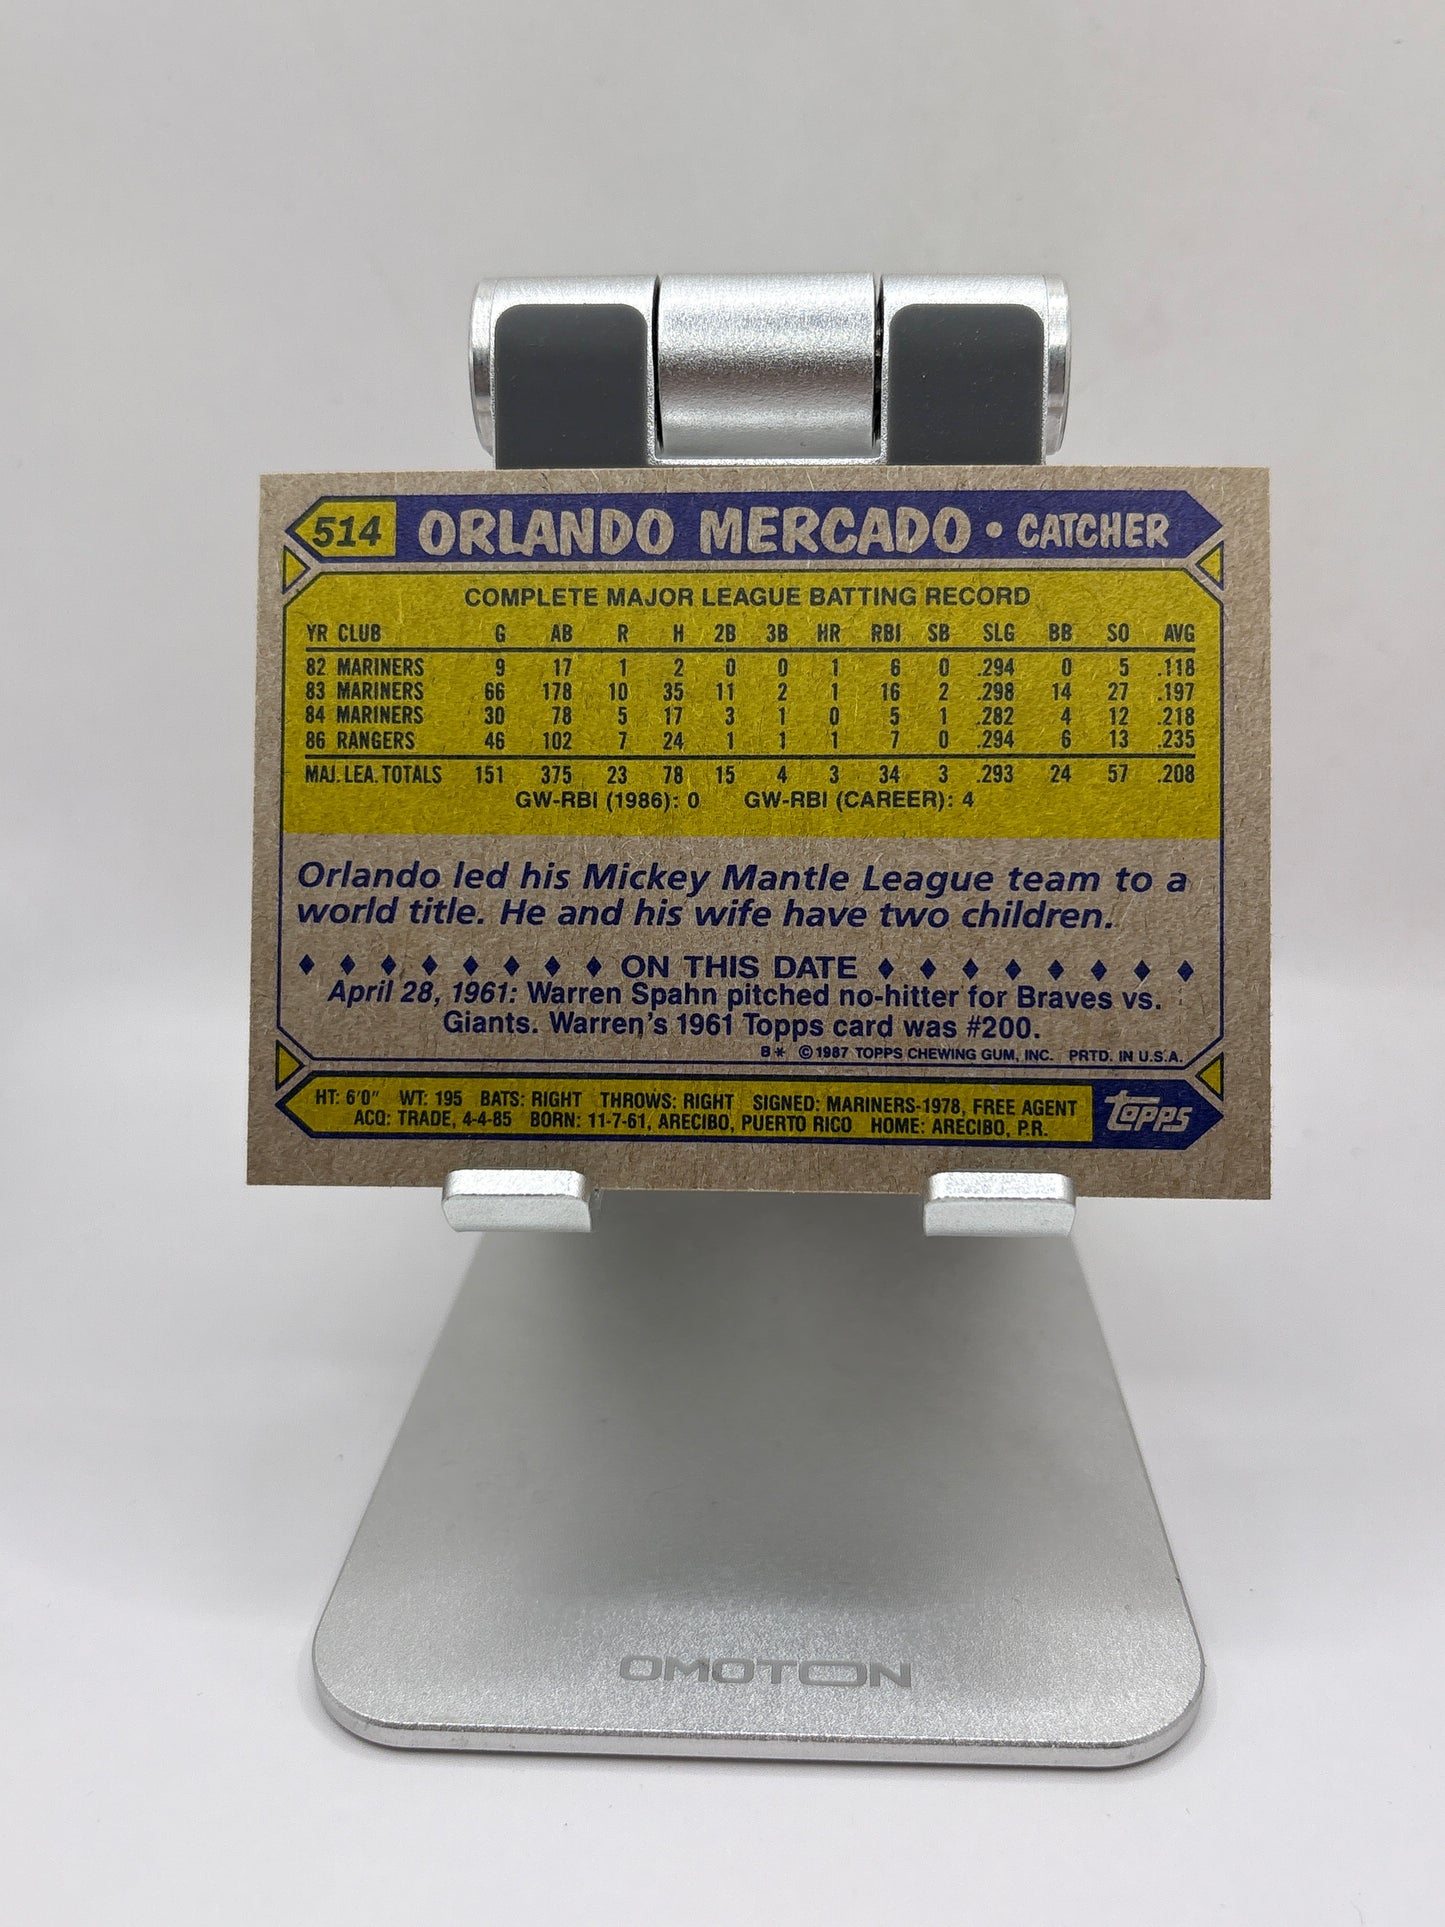 514 ORLANDO MERCADO • CATCHER
COMPLETE MAJOR LEAGUE BATTING RECORD
YR CLUB G AB R H 2B 3B HR RBI SB SLG BB SO AVG
82 MARINERS 9 17 1 2 0 0 1 6 0 .294 0 5 .118
83 MARINERS 66 178 10 35 11 2 1 16 2 .298 14 27 .197
84 MARINERS 30 78 5 17 3 1 0 5 1 .282 4 12 .218
86 RANGERS 46 102 7 24 1 1 1 7 0 .294 6 13 .235
MAJ. LEA. TOTALS 151 375 23 78 15 4 3 34 3 .293 24 57 .208
GW-RBI (1986): 0 GW-RBI (CAREER): 4
Orlando led his Mickey Mantle League team to a
world title. He and his wife have two children.
♦ ♦ ♦ ♦ ♦ ♦ ♦ ♦ ON THIS DATE ♦ ♦ ♦ ♦ ♦ ♦ ♦ ♦
April 28, 1961: Warren Spahn pitched no-hitter for Braves vs.
Giants. Warren's 1961 Topps card was #200.
B* © 1987 TOPPS CHEWING GUM, INC. PRTD. IN U.S.A.
HT: 6'0" WT: 195 BATS: RIGHT THROWS: RIGHT SIGNED: MARINERS-1978, FREE AGENT
ACQ: TRADE, 4-4-85 BORN: 11-7-61, ARECIBO, PUERTO RICO HOME: ARECIBO, P.R.
topps
OMOTON